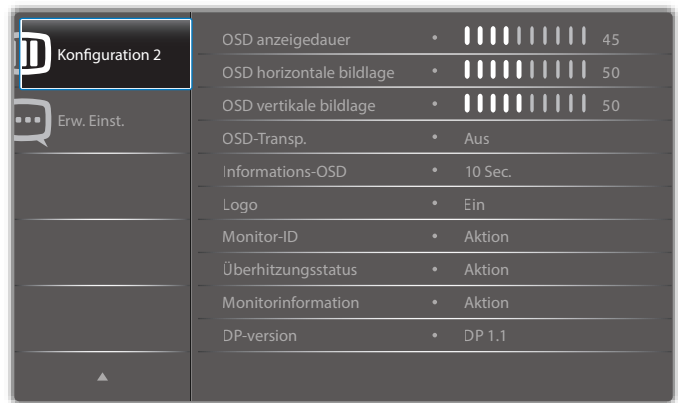 Konfiguration 2
Erw. Einst.
OSD anzeigedauer • 45
OSD horizontale bildlage • 50
OSD vertikale bildlage • 50
OSD-Transp. • Aus
Informations-OSD • 10 Sec.
Logo • Ein
Monitor-ID • Aktion
Überhitzungsstatus • Aktion
Monitorinformation • Aktion
DP-version • DP 1.1